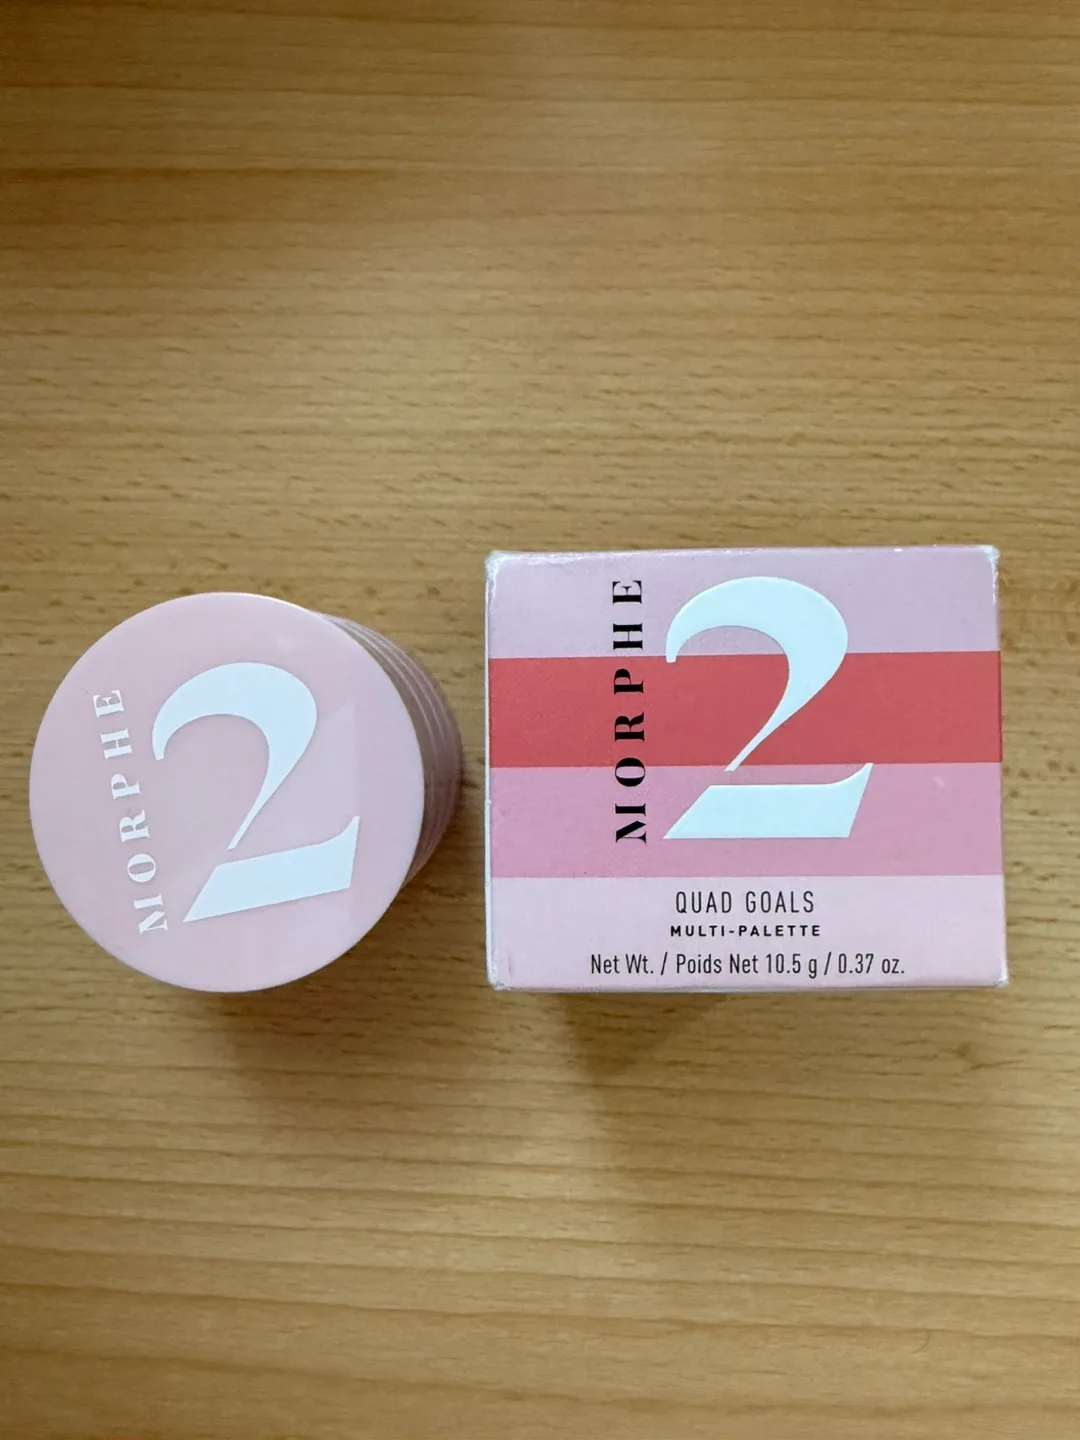 MORPHE
2
MORPHE
2
QUAD GOALS
MULTI-PALETTE
Net Wt. / Poids Net 10.5 g / 0.37 oz.